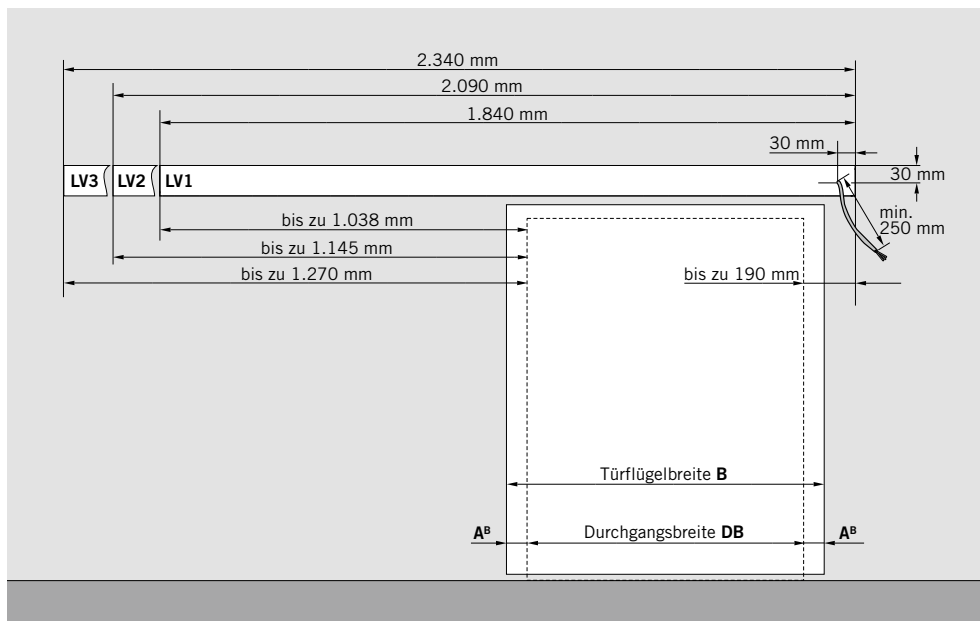 2.340 mm
2.090 mm
1.840 mm
30 mm
LV3 LV2 LV1
30 mm
min.
250 mm
bis zu 1.038 mm
bis zu 1.145 mm
bis zu 1.270 mm
bis zu 190 mm
Türflügelbreite B
Aᴮ Durchgangsbreite DB Aᴮ